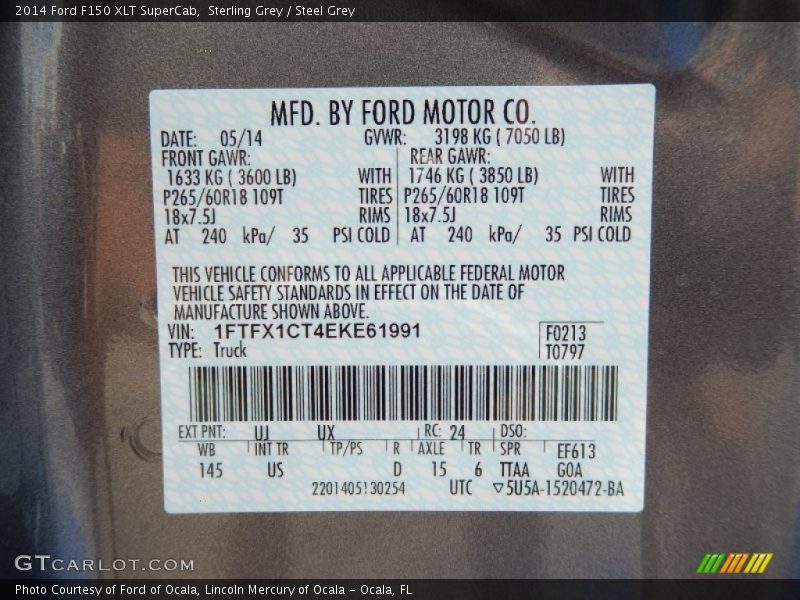 2014 Ford F150 XLT SuperCab,  Sterling Grey / Steel Grey
MFD. BY FORD MOTOR CO.
DATE: 05/14 GVWR: 3198 KG ( 7050 LB)
FRONT GAWR: REAR GAWR:
1633 KG ( 3600 LB) WITH 1746 KG ( 3850 LB) WITH
P265/60R18 109T TIRES P265/60R18 109T TIRES
18x7.5J RIMS 18x7.5J RIMS
AT 240 kPa/ 35 PSI COLD AT 240 kPa/ 35 PSI COLD
THIS VEHICLE CONFORMS TO ALL APPLICABLE FEDERAL MOTOR
VEHICLE SAFETY STANDARDS IN EFFECT ON THE DATE OF
MANUFACTURE SHOWN ABOVE.
VIN: 1FTFX1CT4EKE61991 F0213
TYPE: Truck T0797
EXT PNT: UJ UX RC: 24 DSO:
WB INT TR TP/PS R AXLE TR SPR EF613
145 US D 15 6 TTAA GOA
2201405130254 UTC ▽5U5A-1520472-BA
GTCARLOT.COM
Photo Courtesy of Ford of Ocala, Lincoln Mercury of Ocala – Ocala, FL